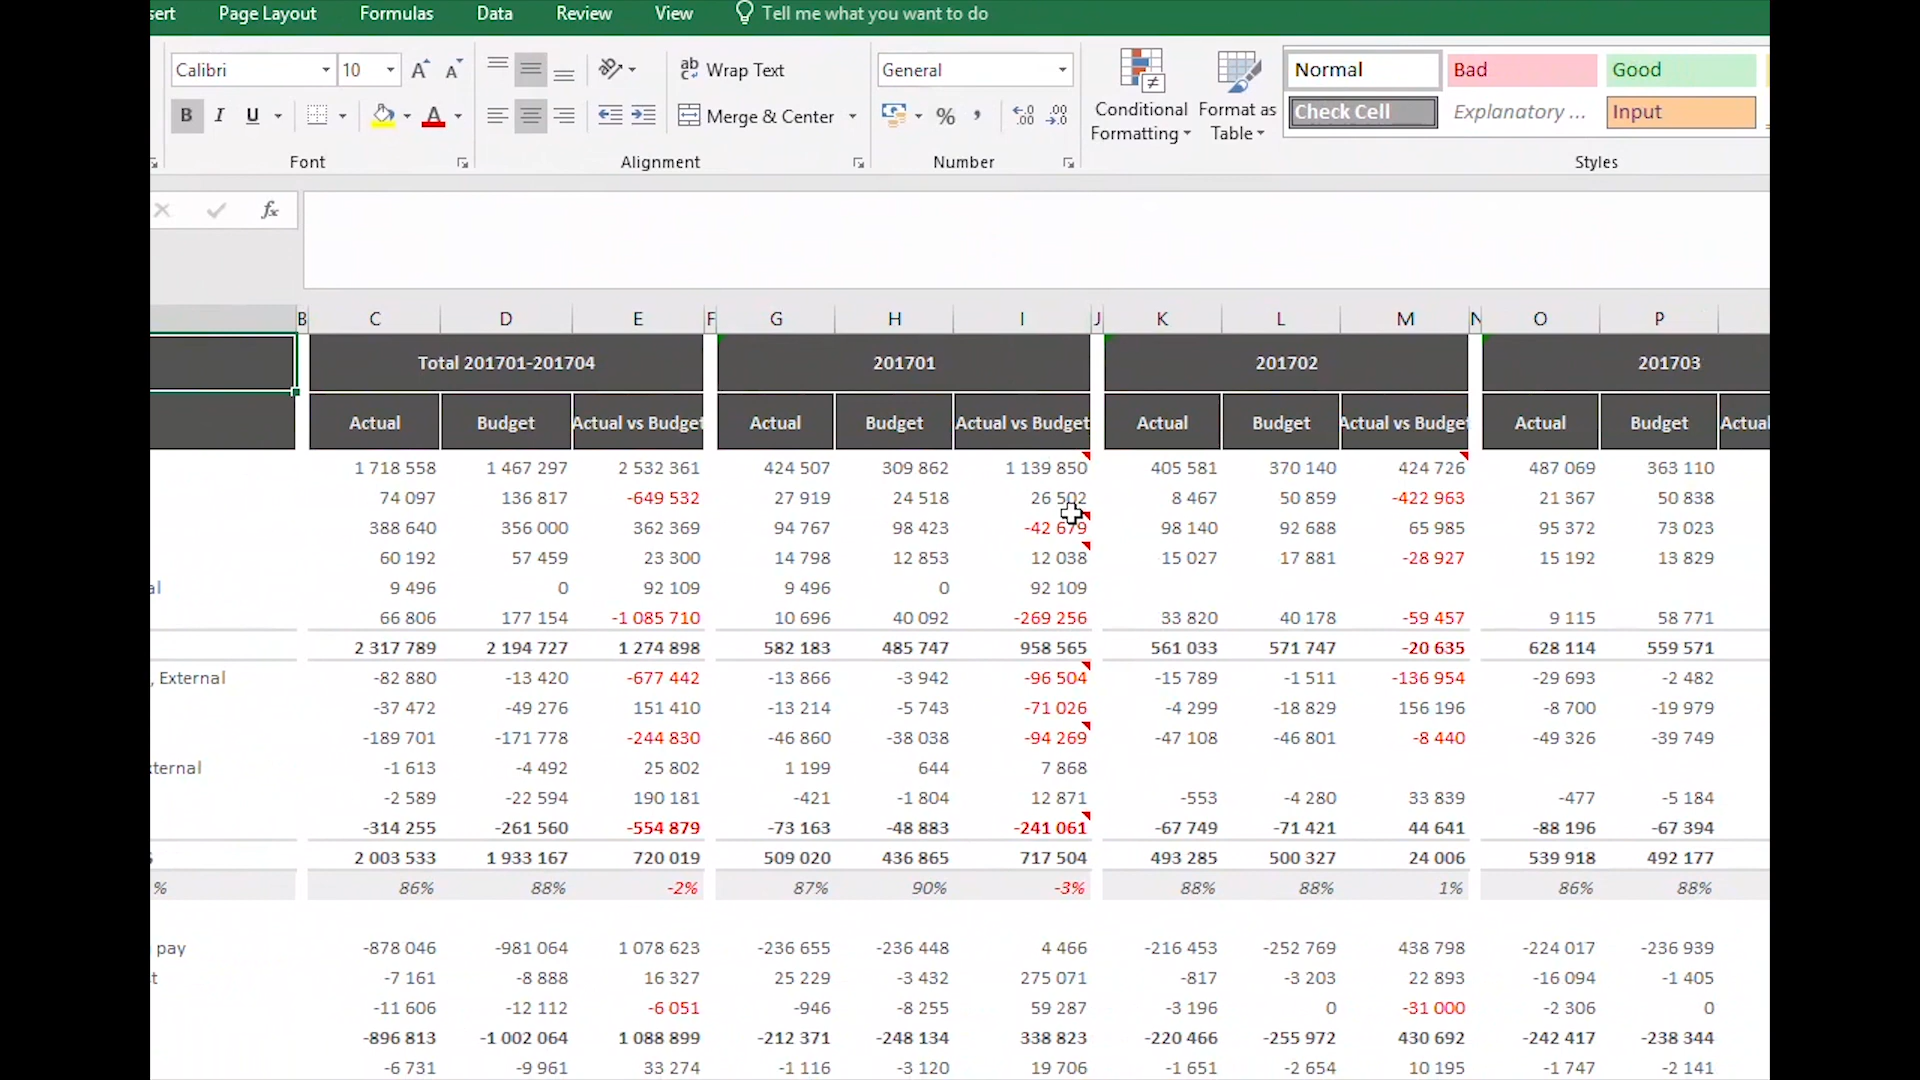 sert Page Layout Formulas Data Review View Tell me what you want to do
Calibri 10 A A ab c Wrap Text General Conditional Formatting Format as Table Normal Bad Good
B I U A Merge & Center % , .00 .00 Check Cell Explanatory ... Input
Font Alignment Number Styles
fx
B C D E F G H I J K L M N O P
Total 201701-201704 201701 201702 201703
Actual Budget Actual vs Budget Actual Budget Actual vs Budget Actual Budget Actual vs Budget Actual Budget Actual
1 718 558 1 467 297 2 532 361 424 507 309 862 1 139 850 405 581 370 140 424 726 487 069 363 110
74 097 136 817 -649 532 27 919 24 518 26 502 8 467 50 859 -422 963 21 367 50 838
388 640 356 000 362 369 94 767 98 423 -42 679 98 140 92 688 65 985 95 372 73 023
60 192 57 459 23 300 14 798 12 853 12 038 15 027 17 881 -28 927 15 192 13 829
al 9 496 0 92 109 9 496 0 92 109
66 806 177 154 -1 085 710 10 696 40 092 -269 256 33 820 40 178 -59 457 9 115 58 771
2 317 789 2 194 727 1 274 898 582 183 485 747 958 565 561 033 571 747 -20 635 628 114 559 571
, External -82 880 -13 420 -677 442 -13 866 -3 942 -96 504 -15 789 -1 511 -136 954 -29 693 -2 482
-37 472 -49 276 151 410 -13 214 -5 743 -71 026 -4 299 -18 829 156 196 -8 700 -19 979
-189 701 -171 778 -244 830 -46 860 -38 038 -94 269 -47 108 -46 801 -8 440 -49 326 -39 749
xternal -1 613 -4 492 25 802 1 199 644 7 868
-2 589 -22 594 190 181 -421 -1 804 12 871 -553 -4 280 33 839 -477 -5 184
-314 255 -261 560 -554 879 -73 163 -48 883 -241 061 -67 749 -71 421 44 641 -88 196 -67 394
S 2 003 533 1 933 167 720 019 509 020 436 865 717 504 493 285 500 327 24 006 539 918 492 177
% 86% 88% -2% 87% 90% -3% 88% 88% 1% 86% 88%
pay -878 046 -981 064 1 078 623 -236 655 -236 448 4 466 -216 453 -252 769 438 798 -224 017 -236 939
t -7 161 -8 888 16 327 25 229 -3 432 275 071 -817 -3 203 22 893 -16 094 -1 405
-11 606 -12 112 -6 051 -946 -8 255 59 287 -3 196 0 -31 000 -2 306 0
-896 813 -1 002 064 1 088 899 -212 371 -248 134 338 823 -220 466 -255 972 430 692 -242 417 -238 344
-6 731 -9 961 33 274 -1 116 -3 120 19 706 -1 651 -2 654 10 195 -1 747 -2 141